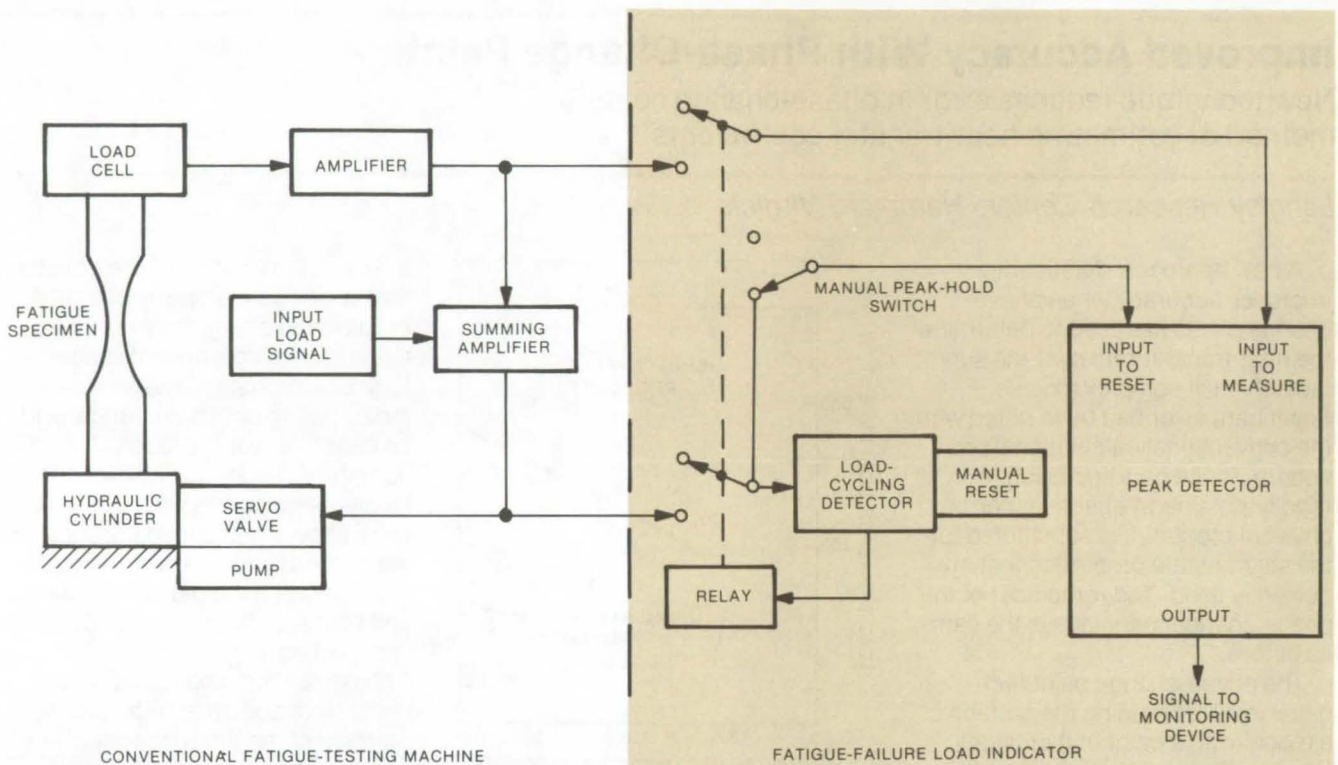 LOAD
CELL
AMPLIFIER
FATIGUE
SPECIMEN
INPUT
LOAD
SIGNAL
SUMMING
AMPLIFIER
HYDRAULIC
CYLINDER
SERVO
VALVE
PUMP
CONVENTIONAL FATIGUE-TESTING MACHINE
MANUAL PEAK-HOLD
SWITCH
INPUT
TO
RESET
INPUT
TO
MEASURE
LOAD-
CYCLING
DETECTOR
MANUAL
RESET
PEAK DETECTOR
RELAY
OUTPUT
SIGNAL TO
MONITORING
DEVICE
FATIGUE-FAILURE LOAD INDICATOR